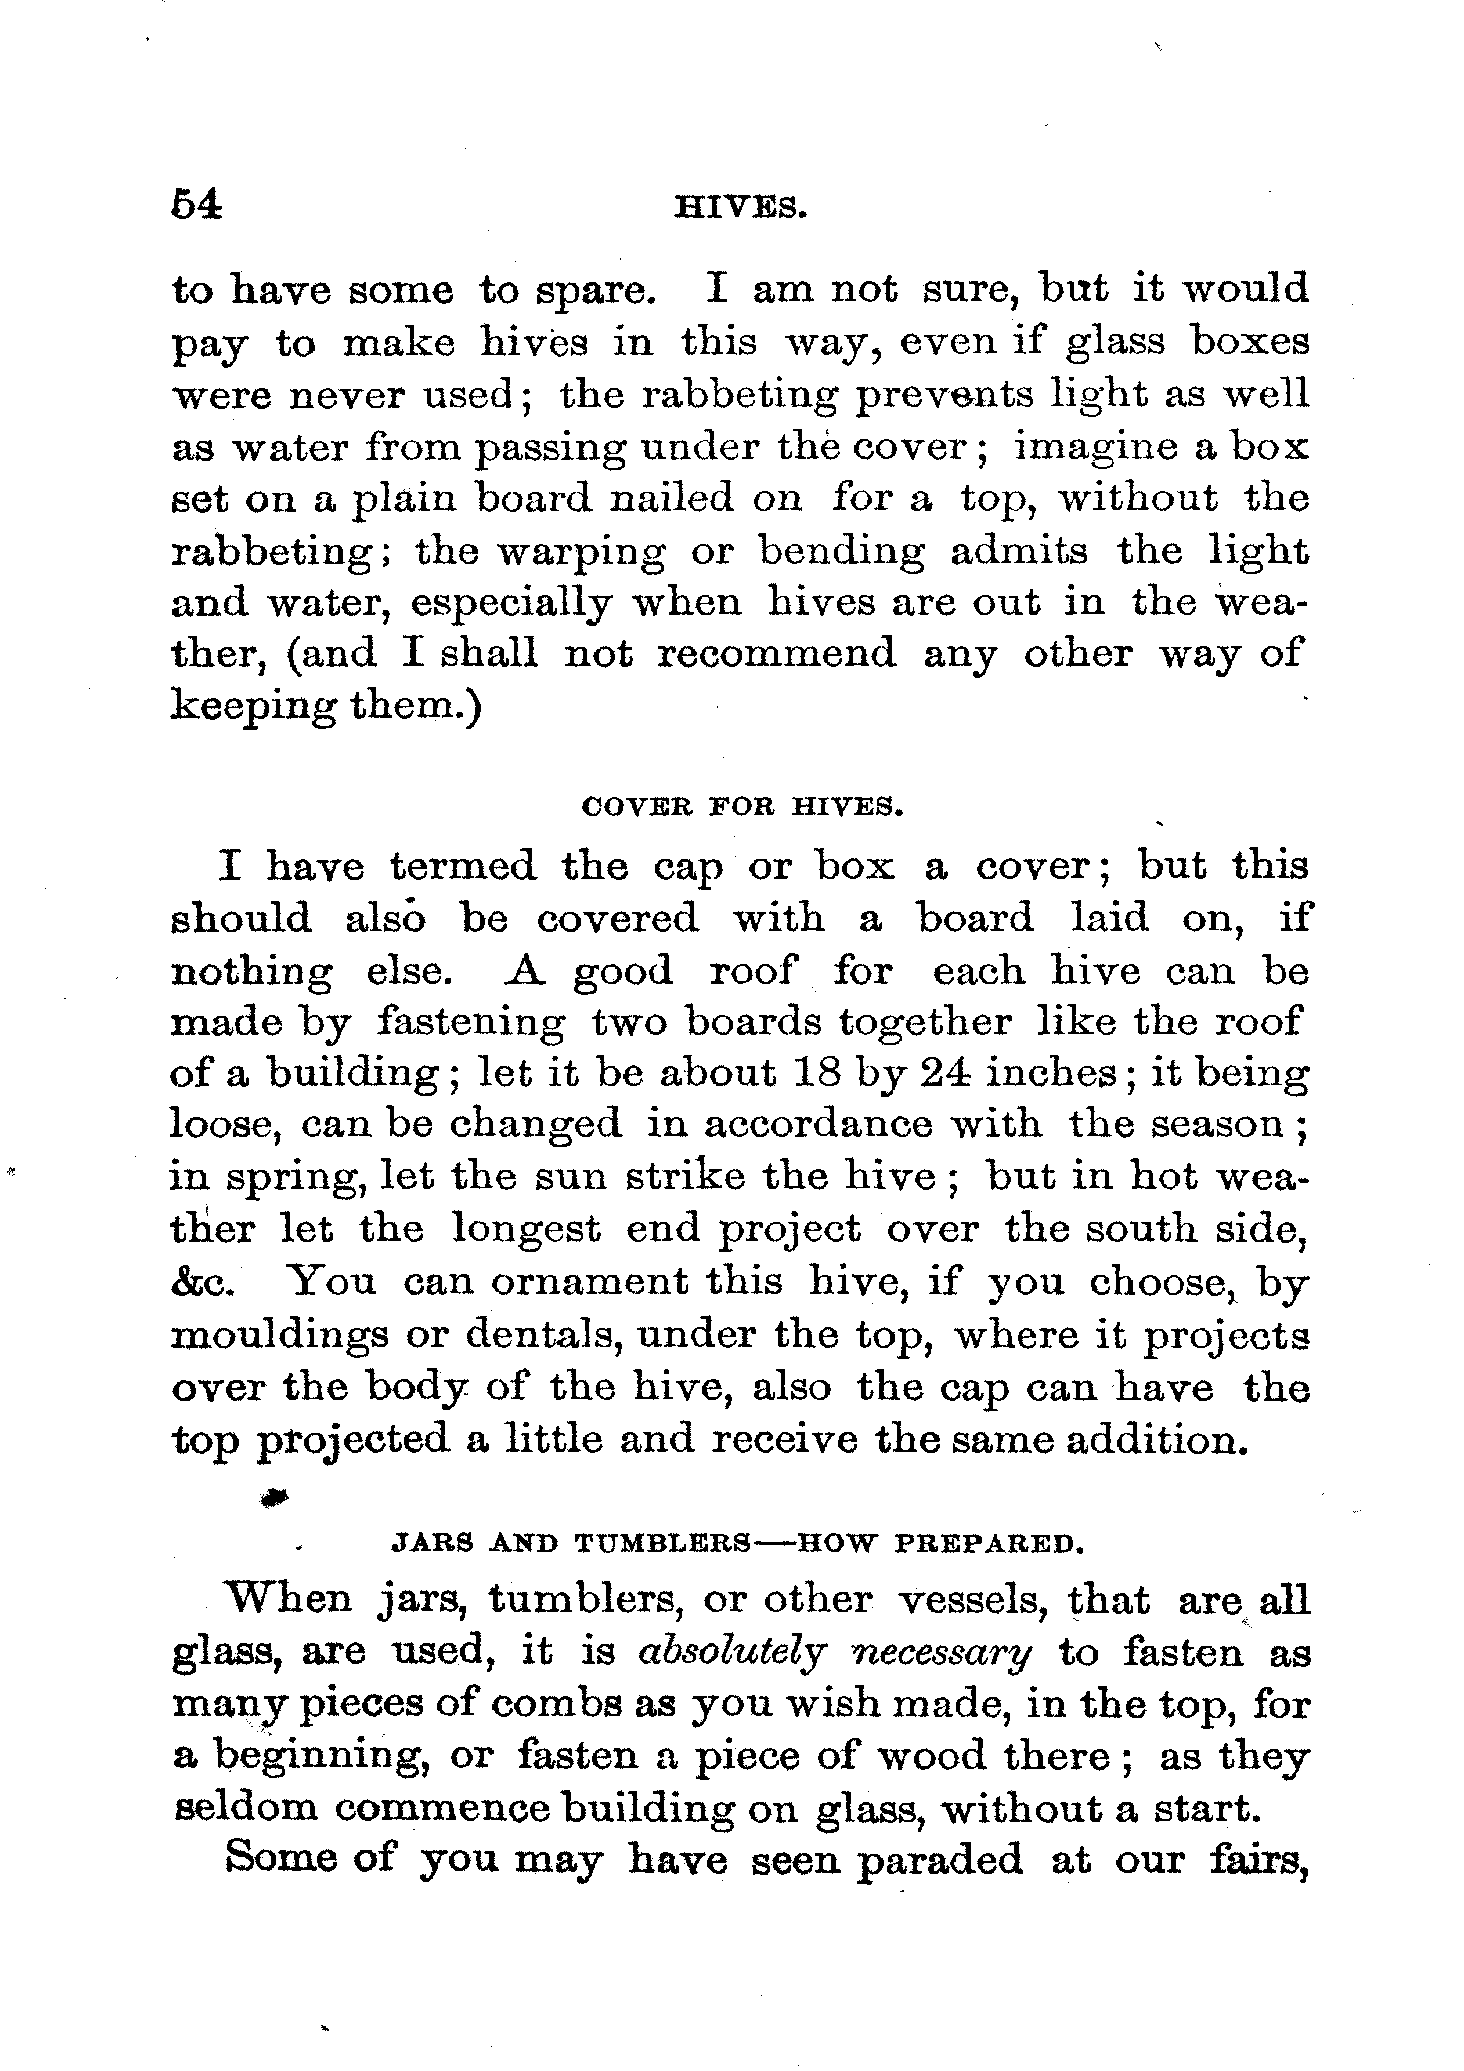 54 HIVES.
to have some to spare. I am not sure, but it would
pay to make hives in this way, even if glass boxes
were never used; the rabbeting prevents light as well
as water from passing under the cover; imagine a box
set on a plain board nailed on for a top, without the
rabbeting; the warping or bending admits the light
and water, especially when hives are out in the wea-
ther, (and I shall not recommend any other way of
keeping them.)
COVER FOR HIVES.
I have termed the cap or box a cover; but this
should also be covered with a board laid on, if
nothing else. A good roof for each hive can be
made by fastening two boards together like the roof
of a building; let it be about 18 by 24 inches; it being
loose, can be changed in accordance with the season;
in spring, let the sun strike the hive; but in hot wea-
ther let the longest end project over the south side,
&c. You can ornament this hive, if you choose, by
mouldings or dentals, under the top, where it projects
over the body of the hive, also the cap can have the
top projected a little and receive the same addition.
JARS AND TUMBLERS—HOW PREPARED.
When jars, tumblers, or other vessels, that are all
glass, are used, it is absolutely necessary to fasten as
many pieces of combs as you wish made, in the top, for
a beginning, or fasten a piece of wood there; as they
seldom commence building on glass, without a start.
Some of you may have seen paraded at our fairs,